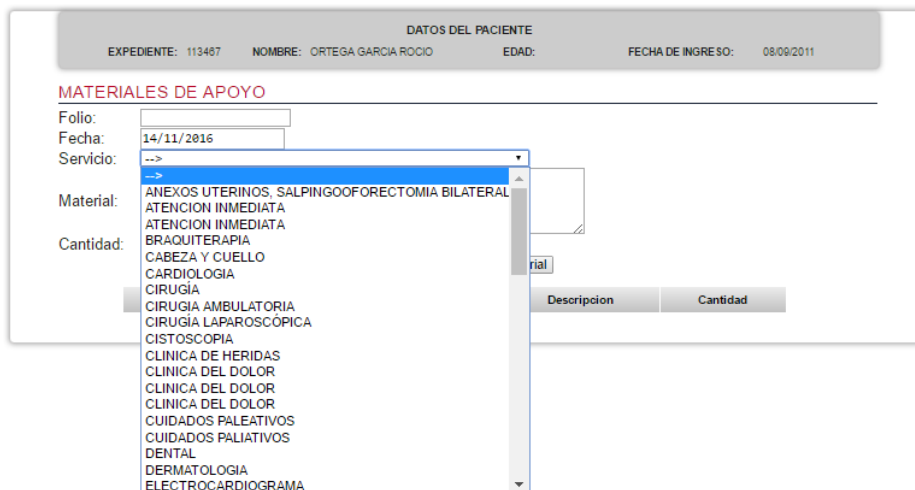 DATOS DEL PACIENTE
EXPEDIENTE: 113467 NOMBRE: ORTEGA GARCIA ROCIO EDAD: FECHA DE INGRESO: 08/09/2011
MATERIALES DE APOYO
Folio:
Fecha: 14/11/2016
Servicio: -->
-->
ANEXOS UTERINOS, SALPINGOOFORECTOMIA BILATERAL
Material:
ATENCION INMEDIATA
ATENCION INMEDIATA
BRAQUITERAPIA
Cantidad:
CABEZA Y CUELLO
rial
CARDIOLOGIA
CIRUGÍA
Descripcion Cantidad
CIRUGIA AMBULATORIA
CIRUGÍA LAPAROSCÓPICA
CISTOSCOPIA
CLINICA DE HERIDAS
CLINICA DEL DOLOR
CLINICA DEL DOLOR
CLINICA DEL DOLOR
CUIDADOS PALEATIVOS
CUIDADOS PALIATIVOS
DENTAL
DERMATOLOGIA
ELECTROCARDIOGRAMA